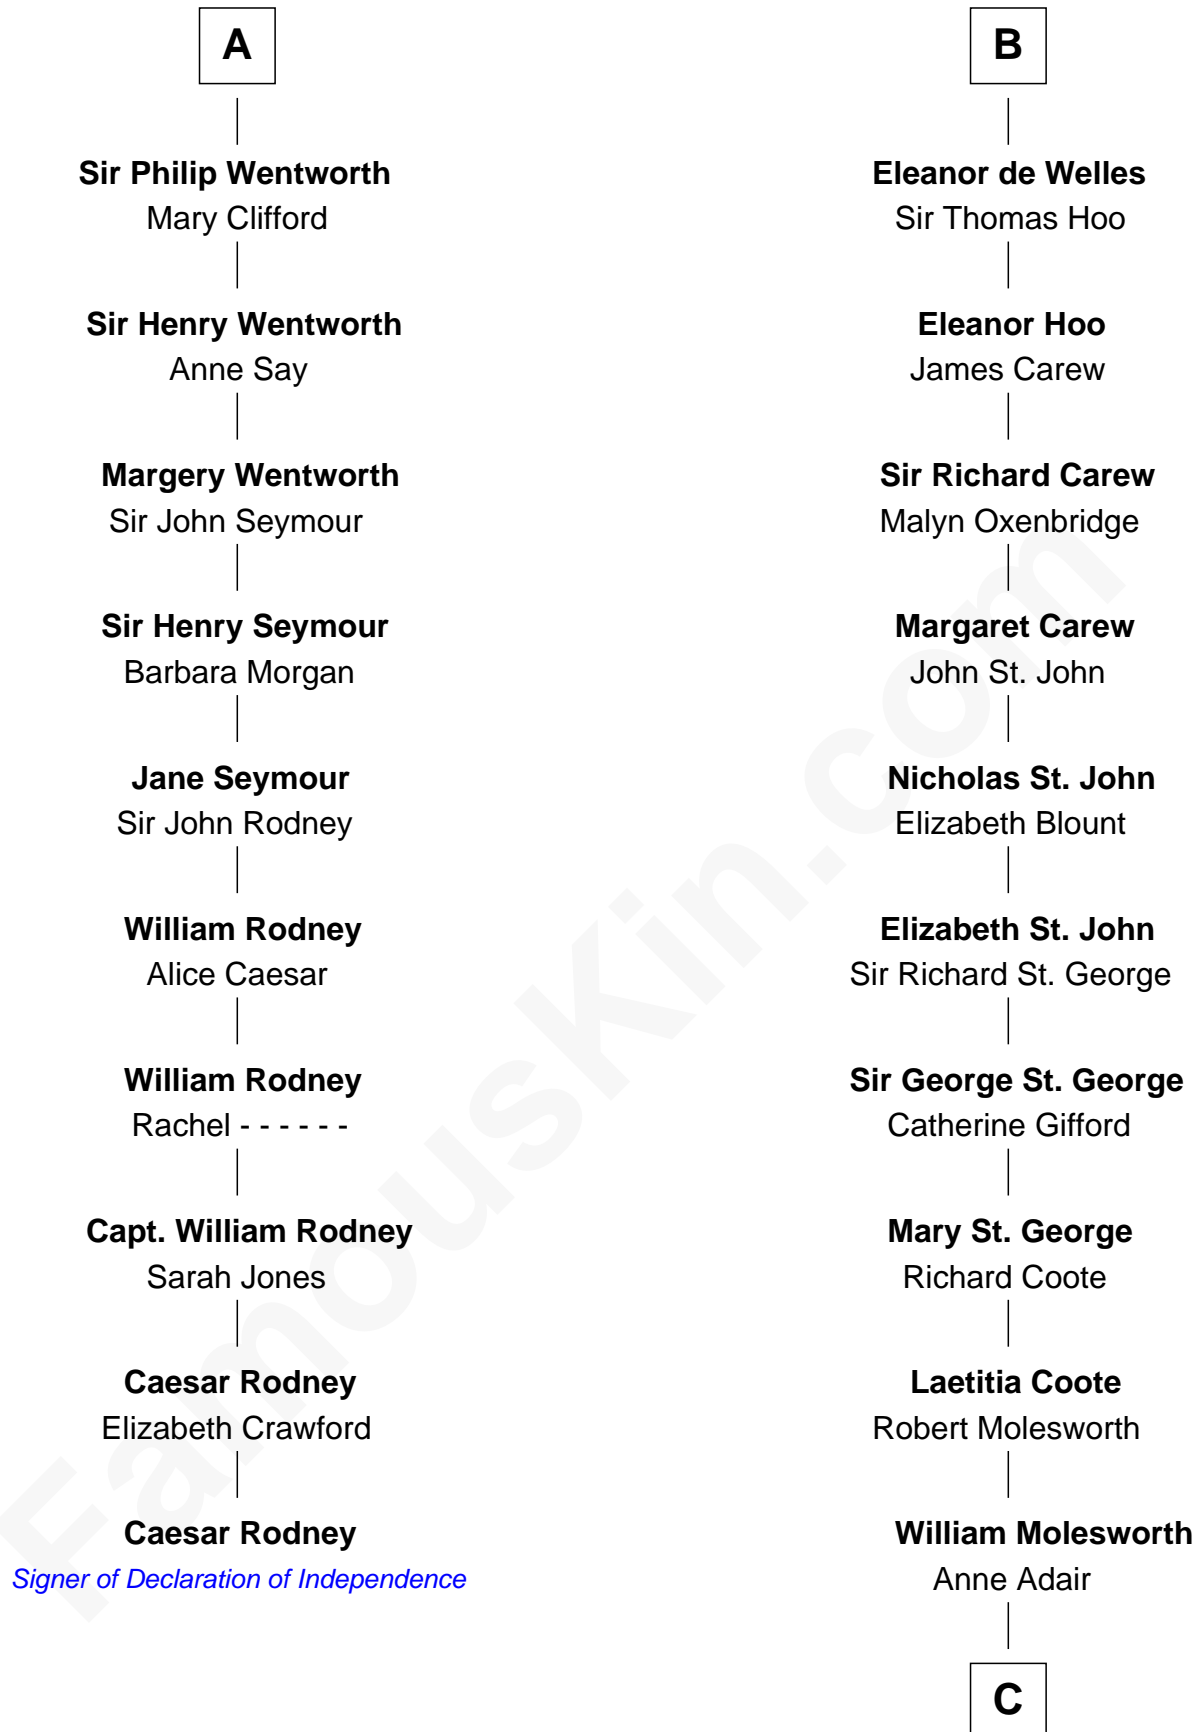 A
Sir Philip Wentworth
Mary Clifford
Sir Henry Wentworth
Anne Say
Margery Wentworth
Sir John Seymour
Sir Henry Seymour
Barbara Morgan
Jane Seymour
Sir John Rodney
William Rodney
Alice Caesar
William Rodney
Rachel - - - - - -
Capt. William Rodney
Sarah Jones
Caesar Rodney
Elizabeth Crawford
Caesar Rodney
Signer of Declaration of Independence
B
Eleanor de Welles
Sir Thomas Hoo
Eleanor Hoo
James Carew
Sir Richard Carew
Malyn Oxenbridge
Margaret Carew
John St. John
Nicholas St. John
Elizabeth Blount
Elizabeth St. John
Sir Richard St. George
Sir George St. George
Catherine Gifford
Mary St. George
Richard Coote
Laetitia Coote
Robert Molesworth
William Molesworth
Anne Adair
C
FamousKin.com